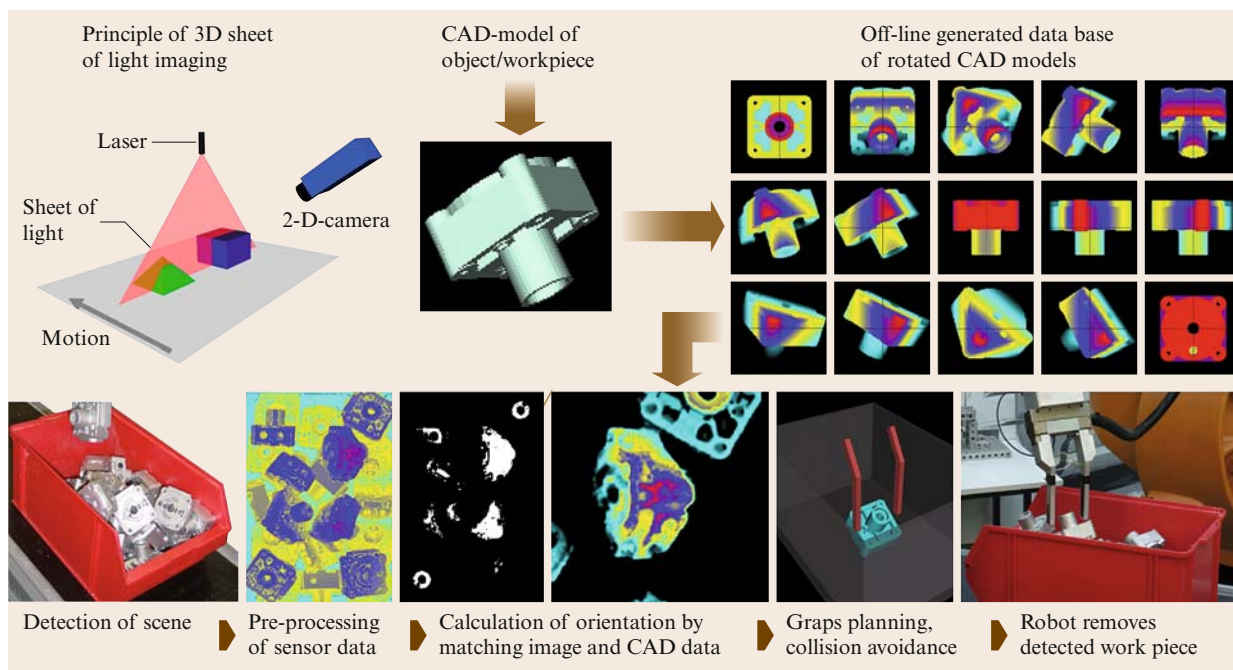 Principle of 3D sheet
of light imaging
CAD-model of
object/workpiece
Off-line generated data base
of rotated CAD models
Laser
Sheet of
light
2-D-camera
Motion
Detection of scene
Pre-processing
of sensor data
Calculation of orientation by
matching image and CAD data
Graps planning,
collision avoidance
Robot removes
detected work piece